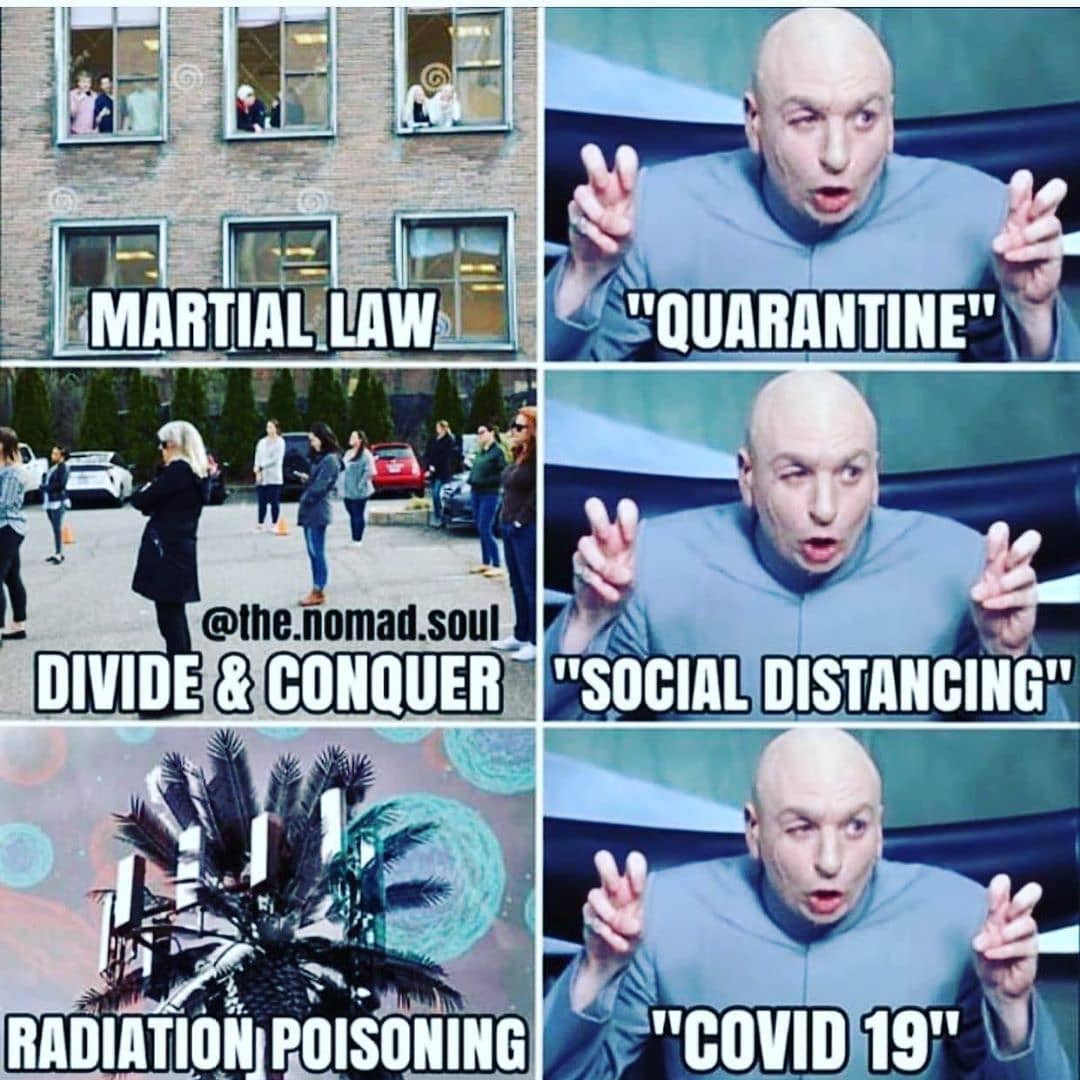 MARTIAL LAW
"QUARANTINE"
@the.nomad.soul
DIVIDE & CONQUER
"SOCIAL DISTANCING"
RADIATION POISONING
"COVID 19"